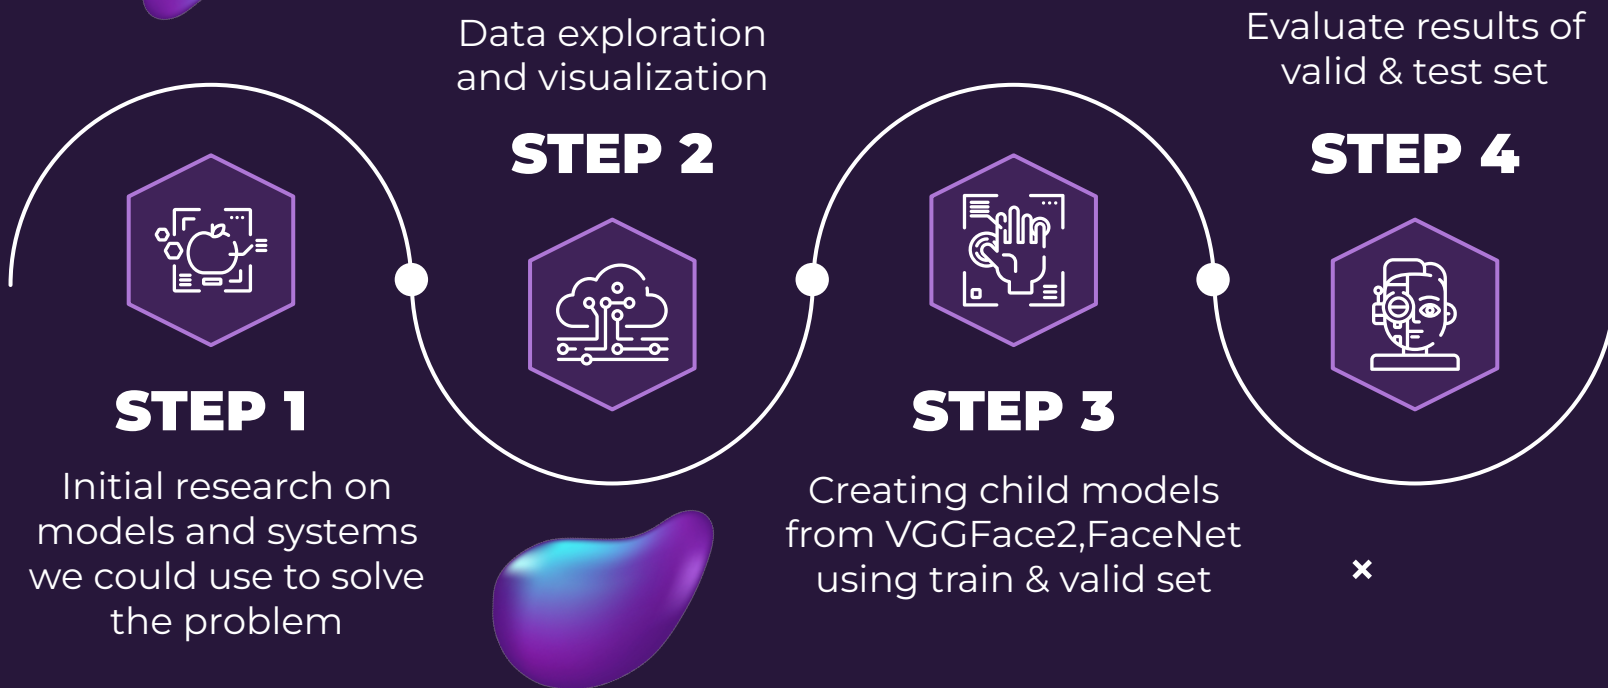 STEP 1
Initial research on
models and systems
we could use to solve
the problem
Data exploration
and visualization
STEP 2
STEP 3
Creating child models
from VGGFace2,FaceNet
using train & valid set
Evaluate results of
valid & test set
STEP 4